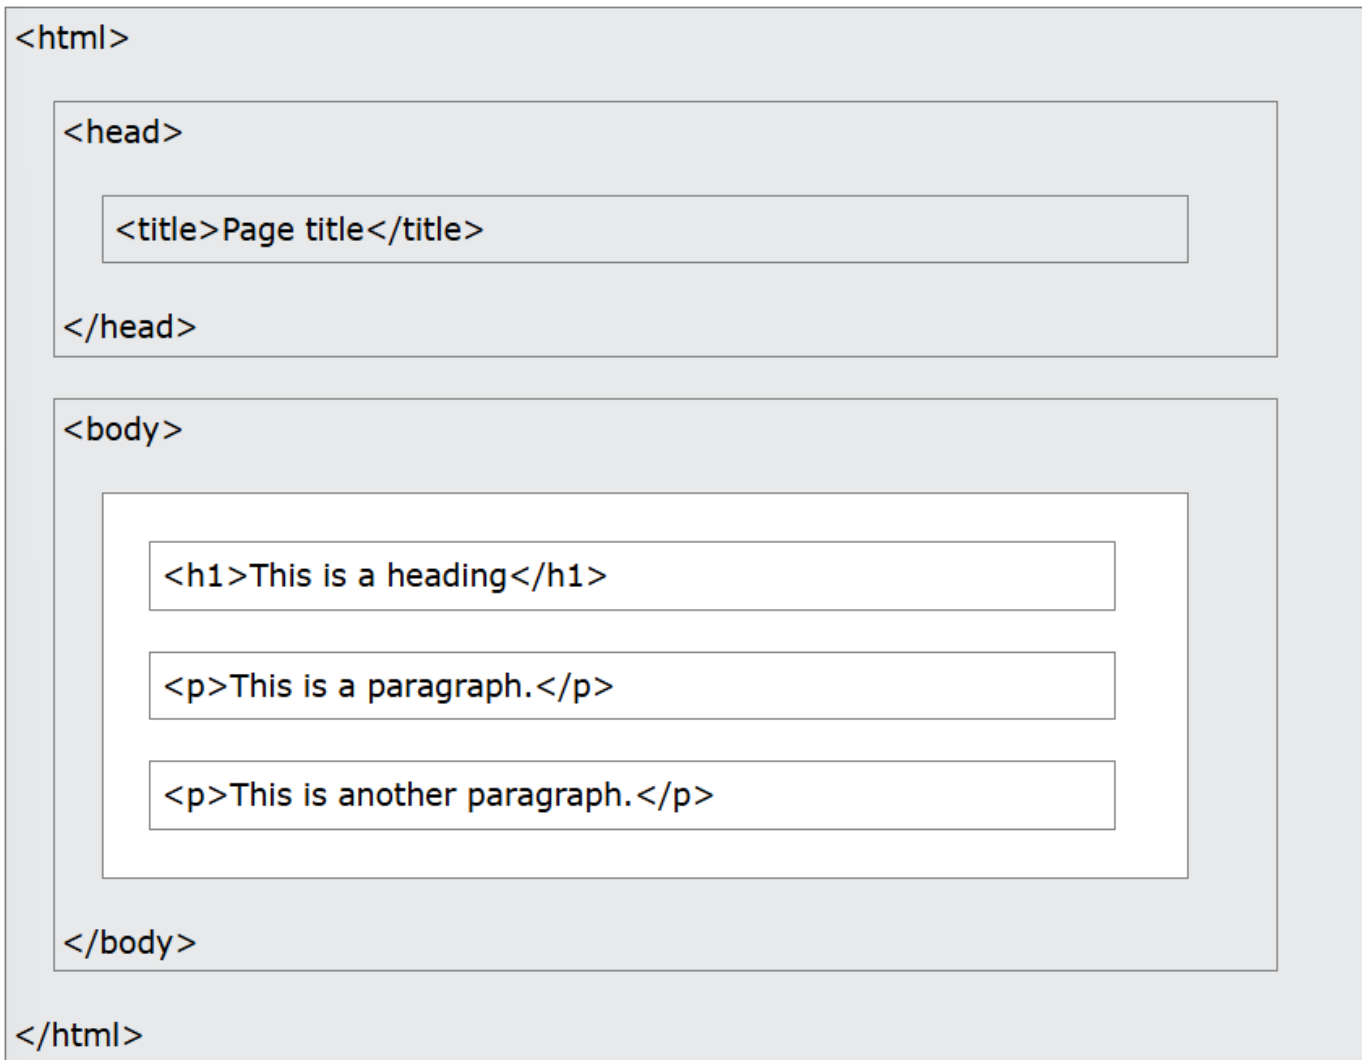 <html>
<head>
<title>Page title</title>
</head>
<body>
<h1>This is a heading</h1>
<p>This is a paragraph.</p>
<p>This is another paragraph.</p>
</body>
</html>